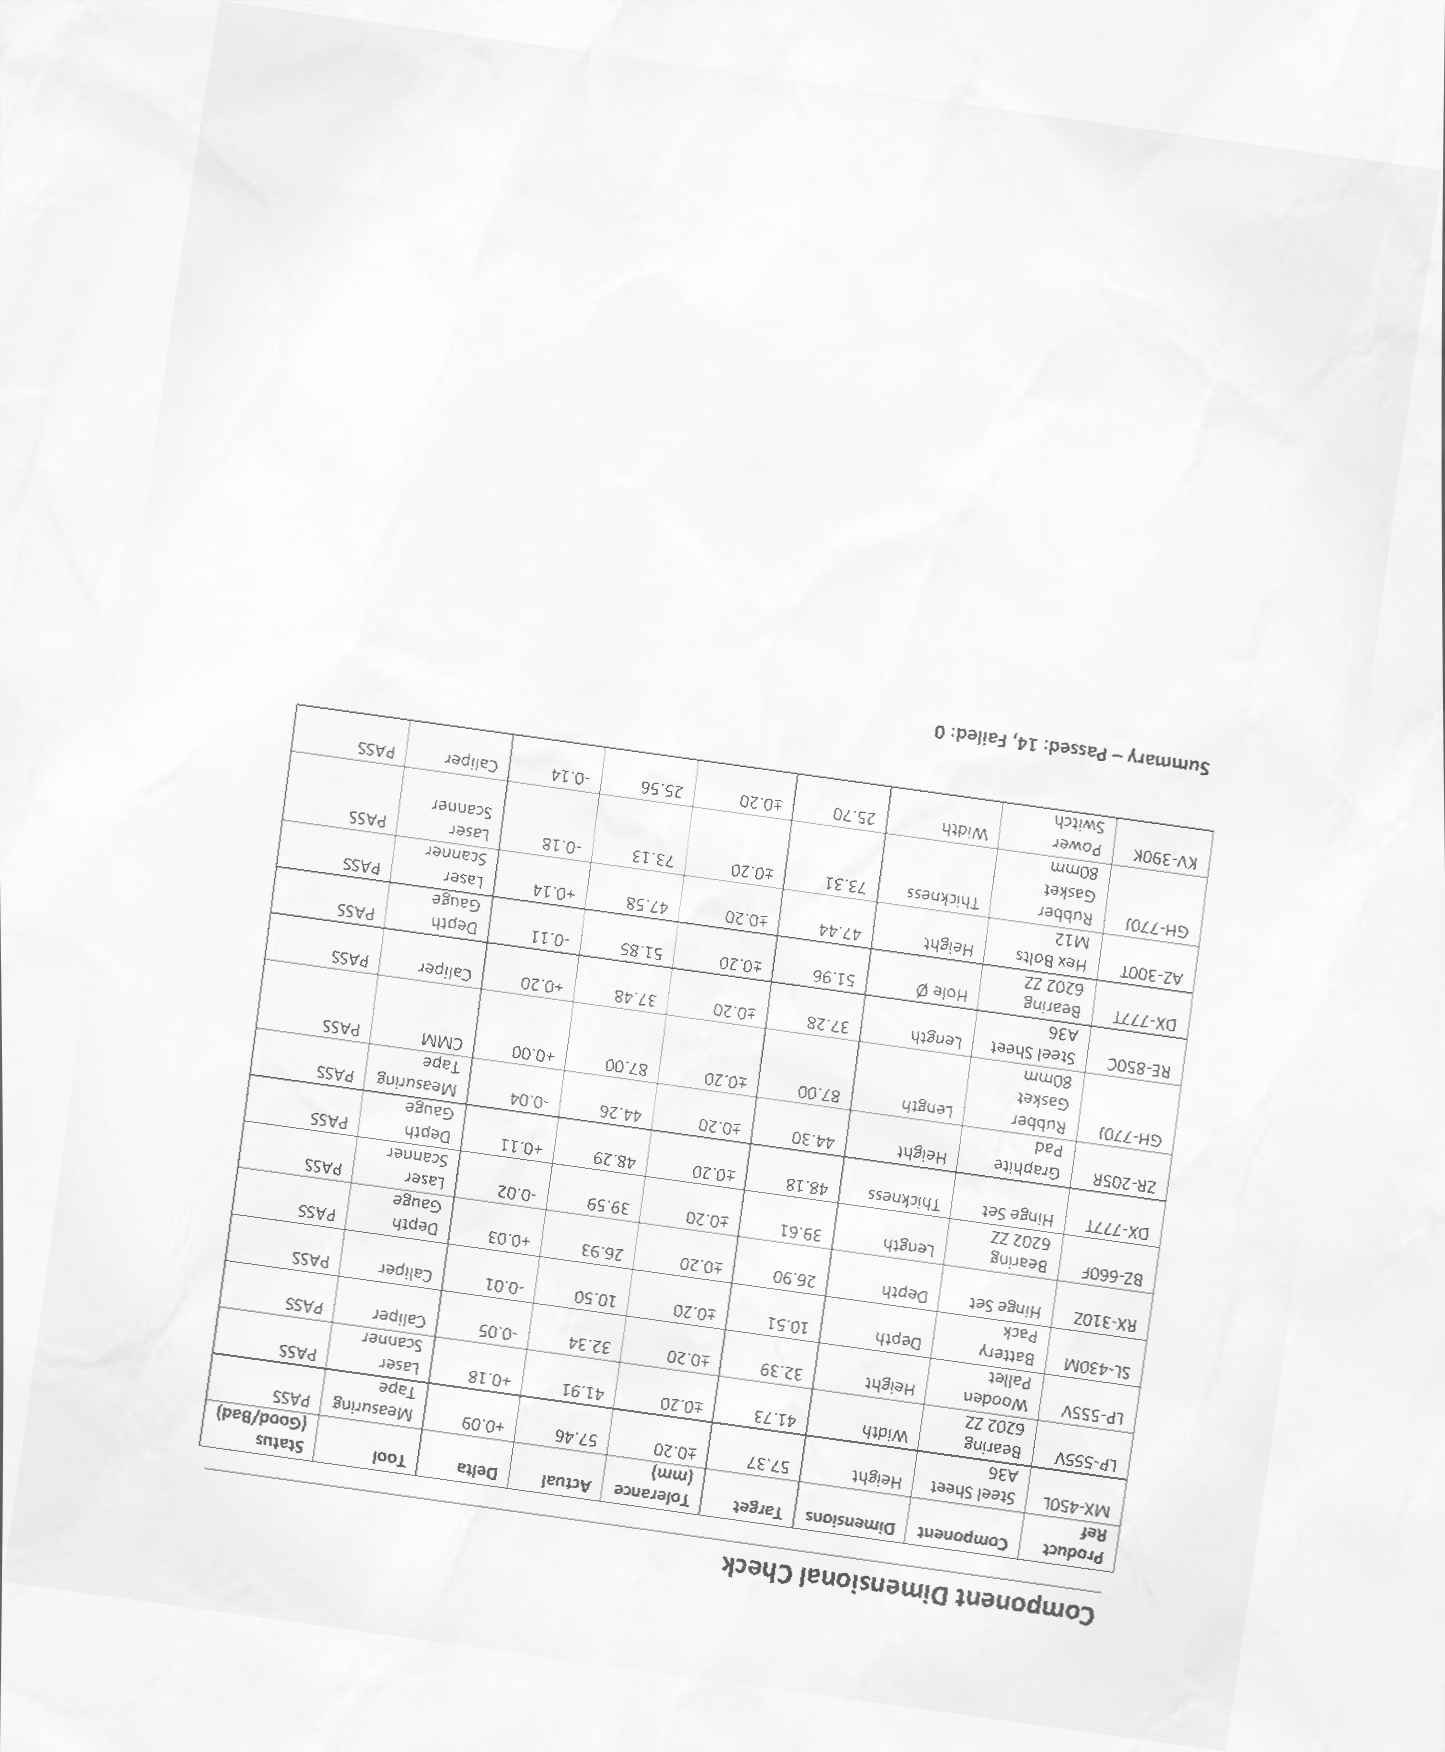 Component Dimensional Check
Product Ref Component Dimensions Target Tolerance (mm) Actual Delta Tool Status (Good/Bad)
MX-450L Steel Sheet A36 Height 57.37 ±0.20 57.46 +0.09 Measuring Tape PASS
LP-555V Bearing 6202 ZZ Width 41.73 ±0.20 41.91 +0.18 Laser Scanner PASS
LP-555V Wooden Pallet Height 32.39 ±0.20 32.34 -0.05 Caliper PASS
SL-430M Battery Pack Depth 10.51 ±0.20 10.50 -0.01 Caliper PASS
RX-310Z Hinge Set Depth 26.90 ±0.20 26.93 +0.03 Depth Gauge PASS
BZ-660F Bearing 6202 ZZ Length 39.61 ±0.20 39.59 -0.02 Laser Scanner PASS
DX-777T Hinge Set Thickness 48.18 ±0.20 48.29 +0.11 Depth Gauge PASS
ZR-205R Graphite Pad Height 44.30 ±0.20 44.26 -0.04 Measuring Tape PASS
GH-770J Rubber Gasket 80mm Length 87.00 ±0.20 87.00 +0.00 CMM PASS
RE-850C Steel Sheet A36 Length 37.28 ±0.20 37.48 +0.20 Caliper PASS
DX-777T Bearing 6202 ZZ Hole Ø 51.96 ±0.20 51.85 -0.11 Depth Gauge PASS
AZ-300T Hex Bolts M12 Height 47.44 ±0.20 47.58 +0.14 Laser Scanner PASS
GH-770J Rubber Gasket 80mm Thickness 73.31 ±0.20 73.13 -0.18 Laser Scanner PASS
KV-390K Power Switch Width 25.70 ±0.20 25.56 -0.14 Caliper PASS
Summary – Passed: 14, Failed: 0